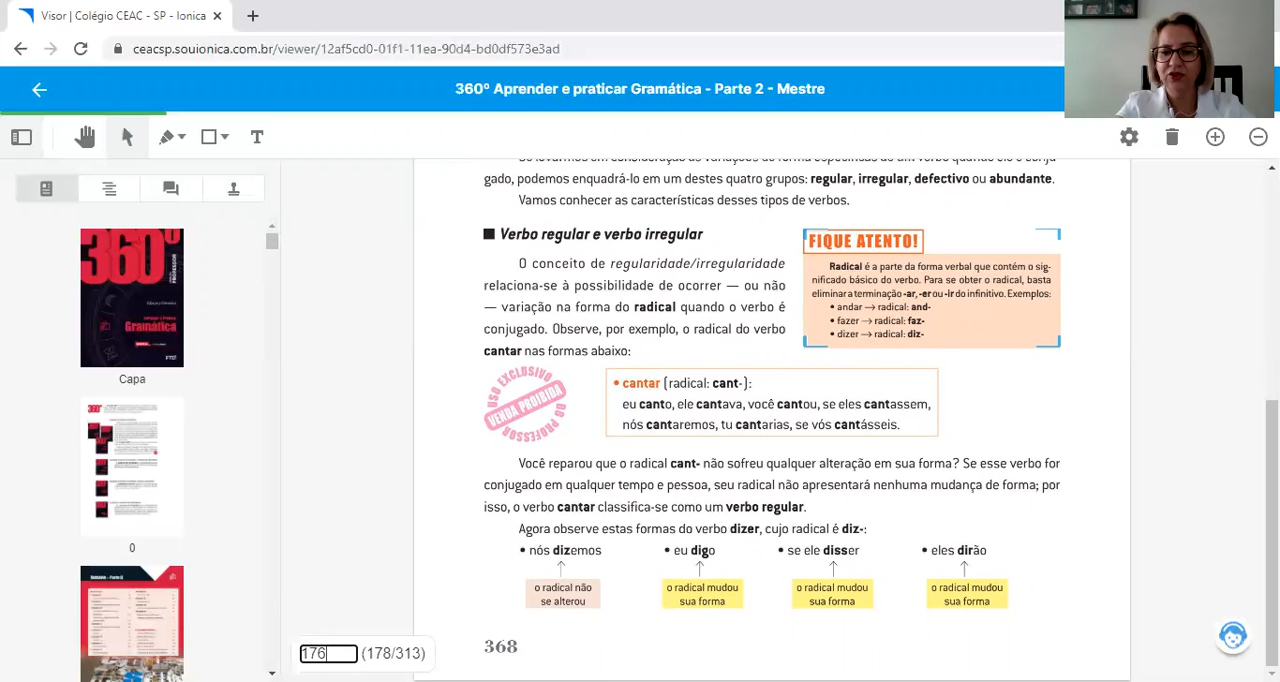 Visor | Colégio CEAC - SP - Ionica
ceacsp.souionica.com.br/viewer/12af5cd0-01f1-11ea-90d4-bd0df573e3ad
360º Aprender e praticar Gramática - Parte 2 - Mestre
T
gado, podemos enquadrá-lo em um destes quatro grupos: regular, irregular, defectivo ou abundante.
Vamos conhecer as características desses tipos de verbos.
Verbo regular e verbo irregular
O conceito de regularidade/irregularidade
relaciona-se à possibilidade de ocorrer — ou não
— variação na forma do radical quando o verbo é
conjugado. Observe, por exemplo, o radical do verbo
cantar nas formas abaixo:
FIQUE ATENTO!
Radical é a parte da forma verbal que contém o sig-
nificado básico do verbo. Para se obter o radical, basta
eliminar a terminação -ar, -er ou -ir do infinitivo. Exemplos:
• andar → radical: and-
• fazer → radical: faz-
• dizer → radical: diz-
USO EXCLUSIVO
VENDA PROIBIDA
• cantar (radical: cant-):
eu canto, ele cantava, você cantou, se eles cantassem,
nós cantaremos, tu cantarias, se vós cantásseis.
Você reparou que o radical cant- não sofreu qualquer alteração em sua forma? Se esse verbo for
conjugado em qualquer tempo e pessoa, seu radical não apresentará nenhuma mudança de forma; por
isso, o verbo cantar classifica-se como um verbo regular.
Agora observe estas formas do verbo dizer, cujo radical é diz-:
• nós dizemos • eu digo • se ele disser • eles dirão
o radical não se alterou
o radical mudou sua forma
o radical mudou sua forma
o radical mudou sua forma
368
176 (178/313)
360º
Gramática
FTD
Capa
360º
0